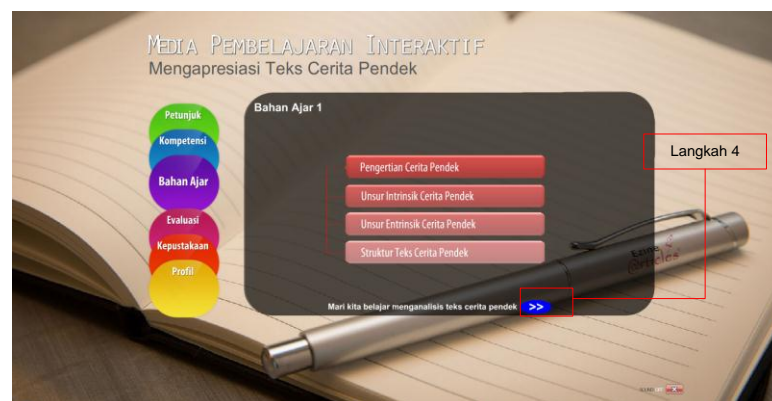 MEDIA PEMBELAJARAN INTERAKTIF
Mengapresiasi Teks Cerita Pendek
Petunjuk
Kompetensi
Bahan Ajar
Evaluasi
Kepustakaan
Profil
Bahan Ajar 1
Pengertian Cerita Pendek
Unsur Intrinsik Cerita Pendek
Unsur Entrinsik Cerita Pendek
Struktur Teks Cerita Pendek
Mari kita belajar menganalisis teks cerita pendek >>
Langkah 4
Ezine
articles